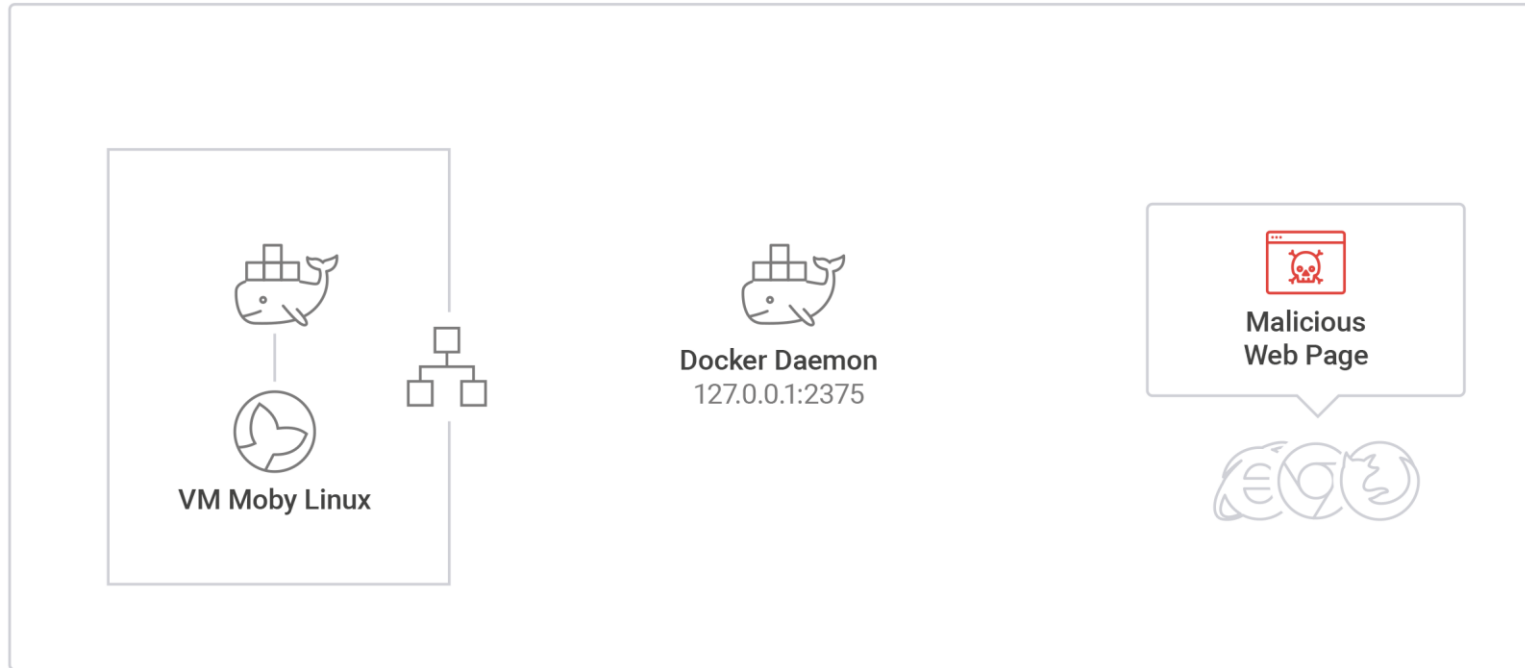 VM Moby Linux
Docker Daemon
127.0.0.1:2375
Malicious
Web Page